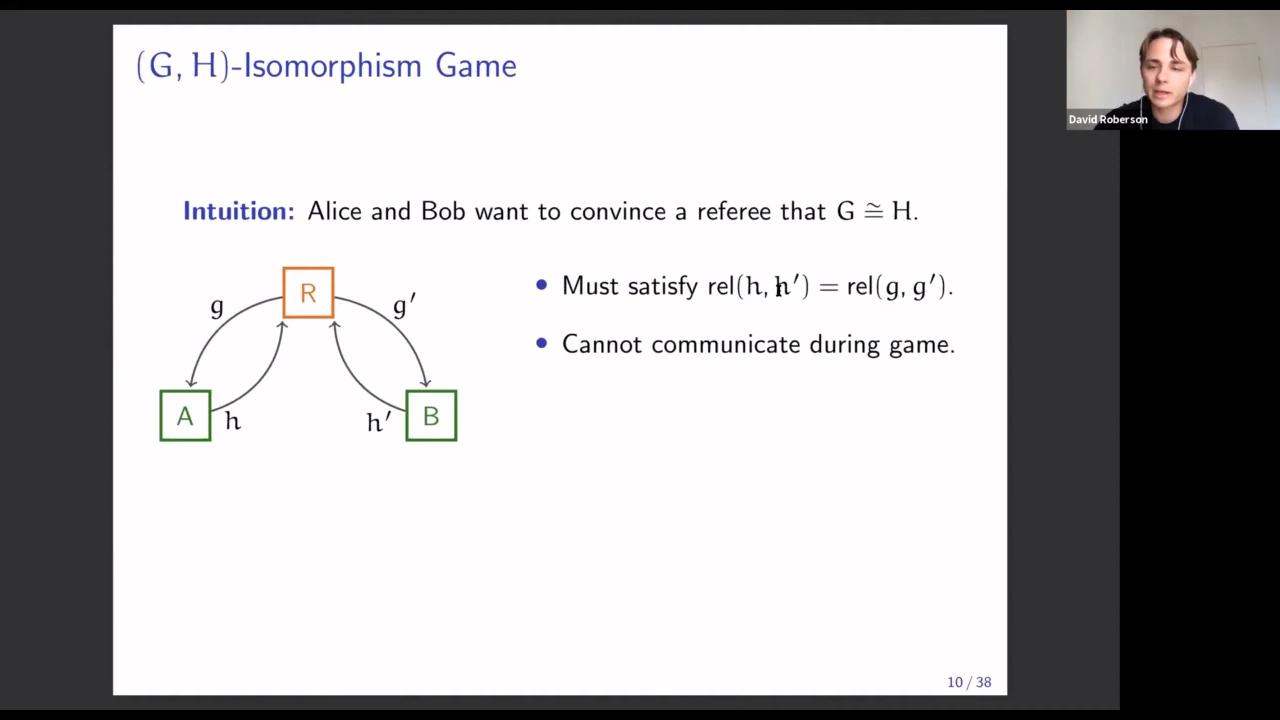 (G, H)-Isomorphism Game
David Roberson
Intuition: Alice and Bob want to convince a referee that G ≅ H.
R
g
g′
A
h
h′
B
• Must satisfy rel(h, h′) = rel(g, g′).
• Cannot communicate during game.
10 / 38